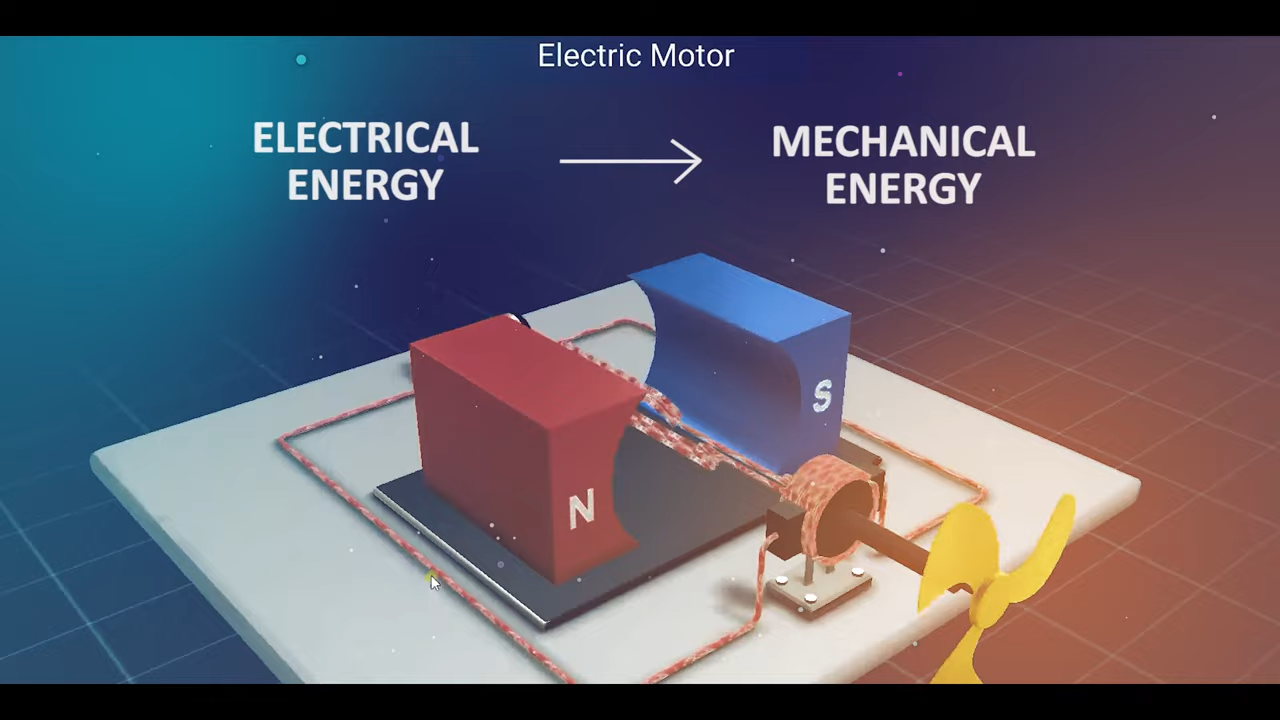 Electric Motor
ELECTRICAL
ENERGY
MECHANICAL
ENERGY
S
N